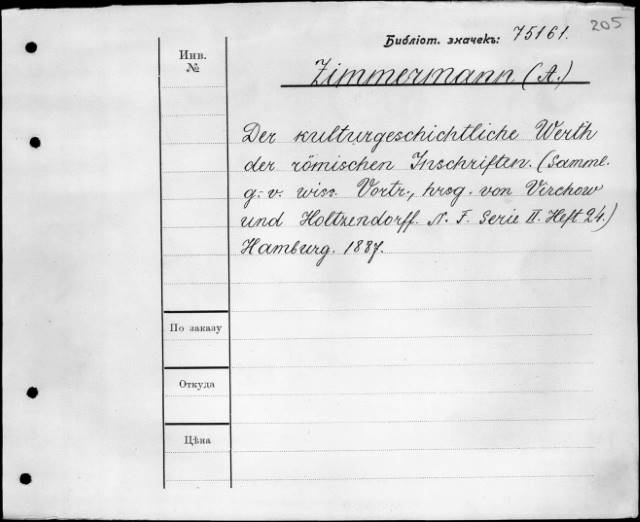 205
Библіот. значекъ: 75161.
Инв.
№
Zimmermann (A.)
Der kulturgeschichtliche Werth
der römischen Inschriften. (Samml.
g. v. wiss. Vortr., hrsg. von Virchow
und Holtzendorff. N. F. Serie II. Heft 24.)
Hamburg. 1887.
По заказу
Откуда
Цѣна